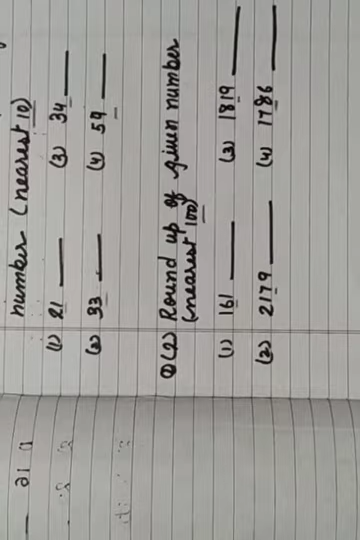 number (nearest 10)
(1) 21 ___ (3) 34 ___
(2) 33 ___ (4) 59 ___
Q(2) Round up of given number
(nearest 100)
(1) 161 ___ (3) 1819 ___
(2) 2179 ___ (4) 1786 ___